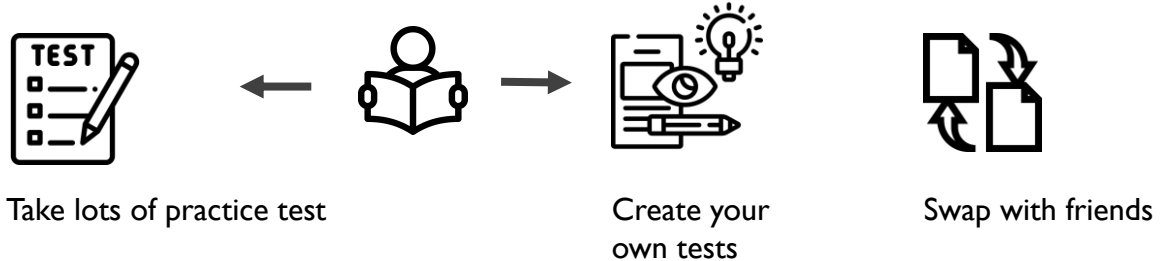 TEST
Take lots of practice test
Create your
own tests
Swap with friends